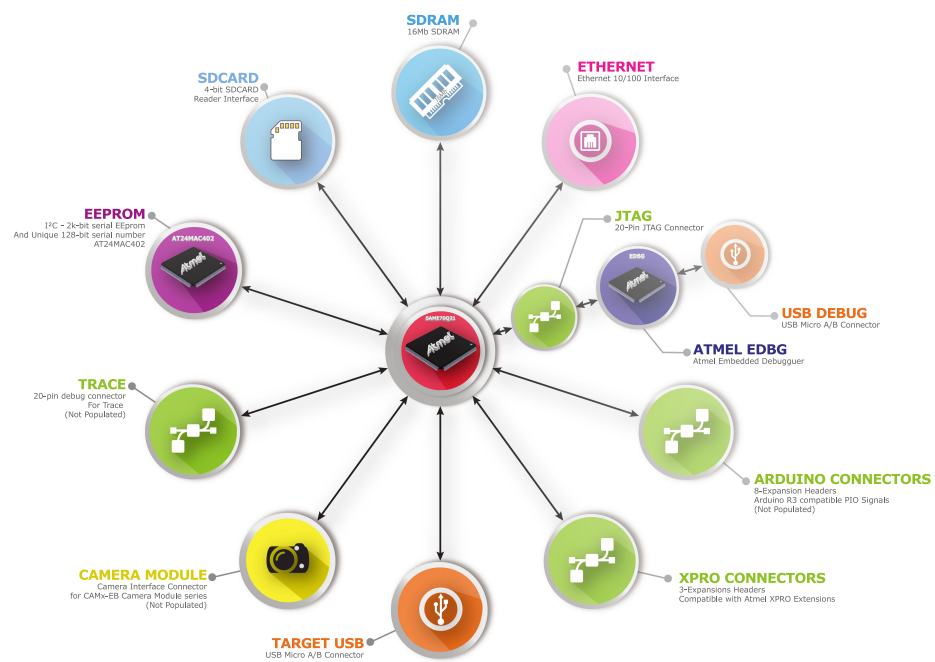 SDRAM
16Mb SDRAM
ETHERNET
Ethernet 10/100 Interface
SDCARD
4-bit SDCARD
Reader Interface
EEPROM
I²C - 2k-bit serial EEprom
And Unique 128-bit serial number
AT24MAC402
AT24MAC402
Atmel
JTAG
20-Pin JTAG Connector
EDBG
Atmel
USB DEBUG
USB Micro A/B Connector
ATMEL EDBG
Atmel Embedded Debugguer
SAME70Q21
Atmel
TRACE
20-pin debug connector
For Trace
(Not Populated)
ARDUINO CONNECTORS
8-Expansion Headers
Arduino R3 compatible PIO Signals
(Not Populated)
CAMERA MODULE
Camera Interface Connector
for CAMx-EB Camera Module series
(Not Populated)
XPRO CONNECTORS
3-Expansions Headers
Compatible with Atmel XPRO Extensions
TARGET USB
USB Micro A/B Connector